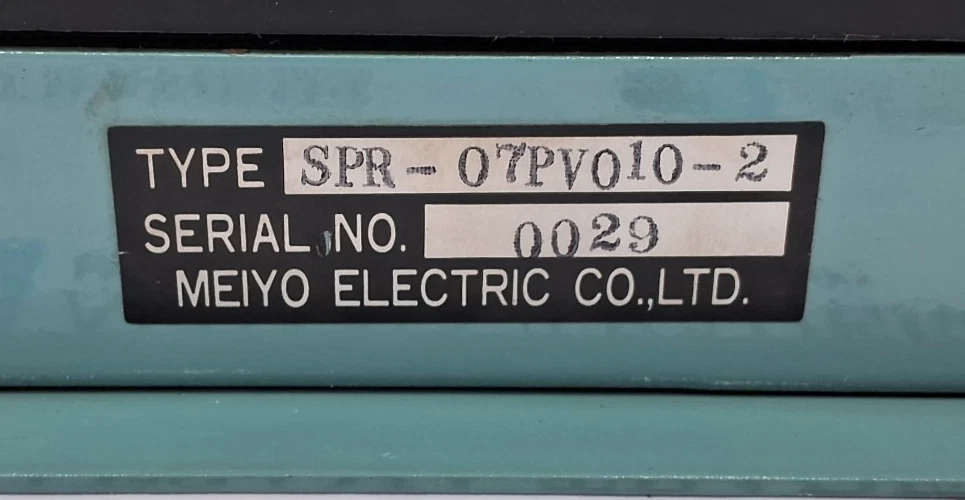 TYPE SPR-07PV010-2
SERIAL NO. 0029
MEIYO ELECTRIC CO.,LTD.